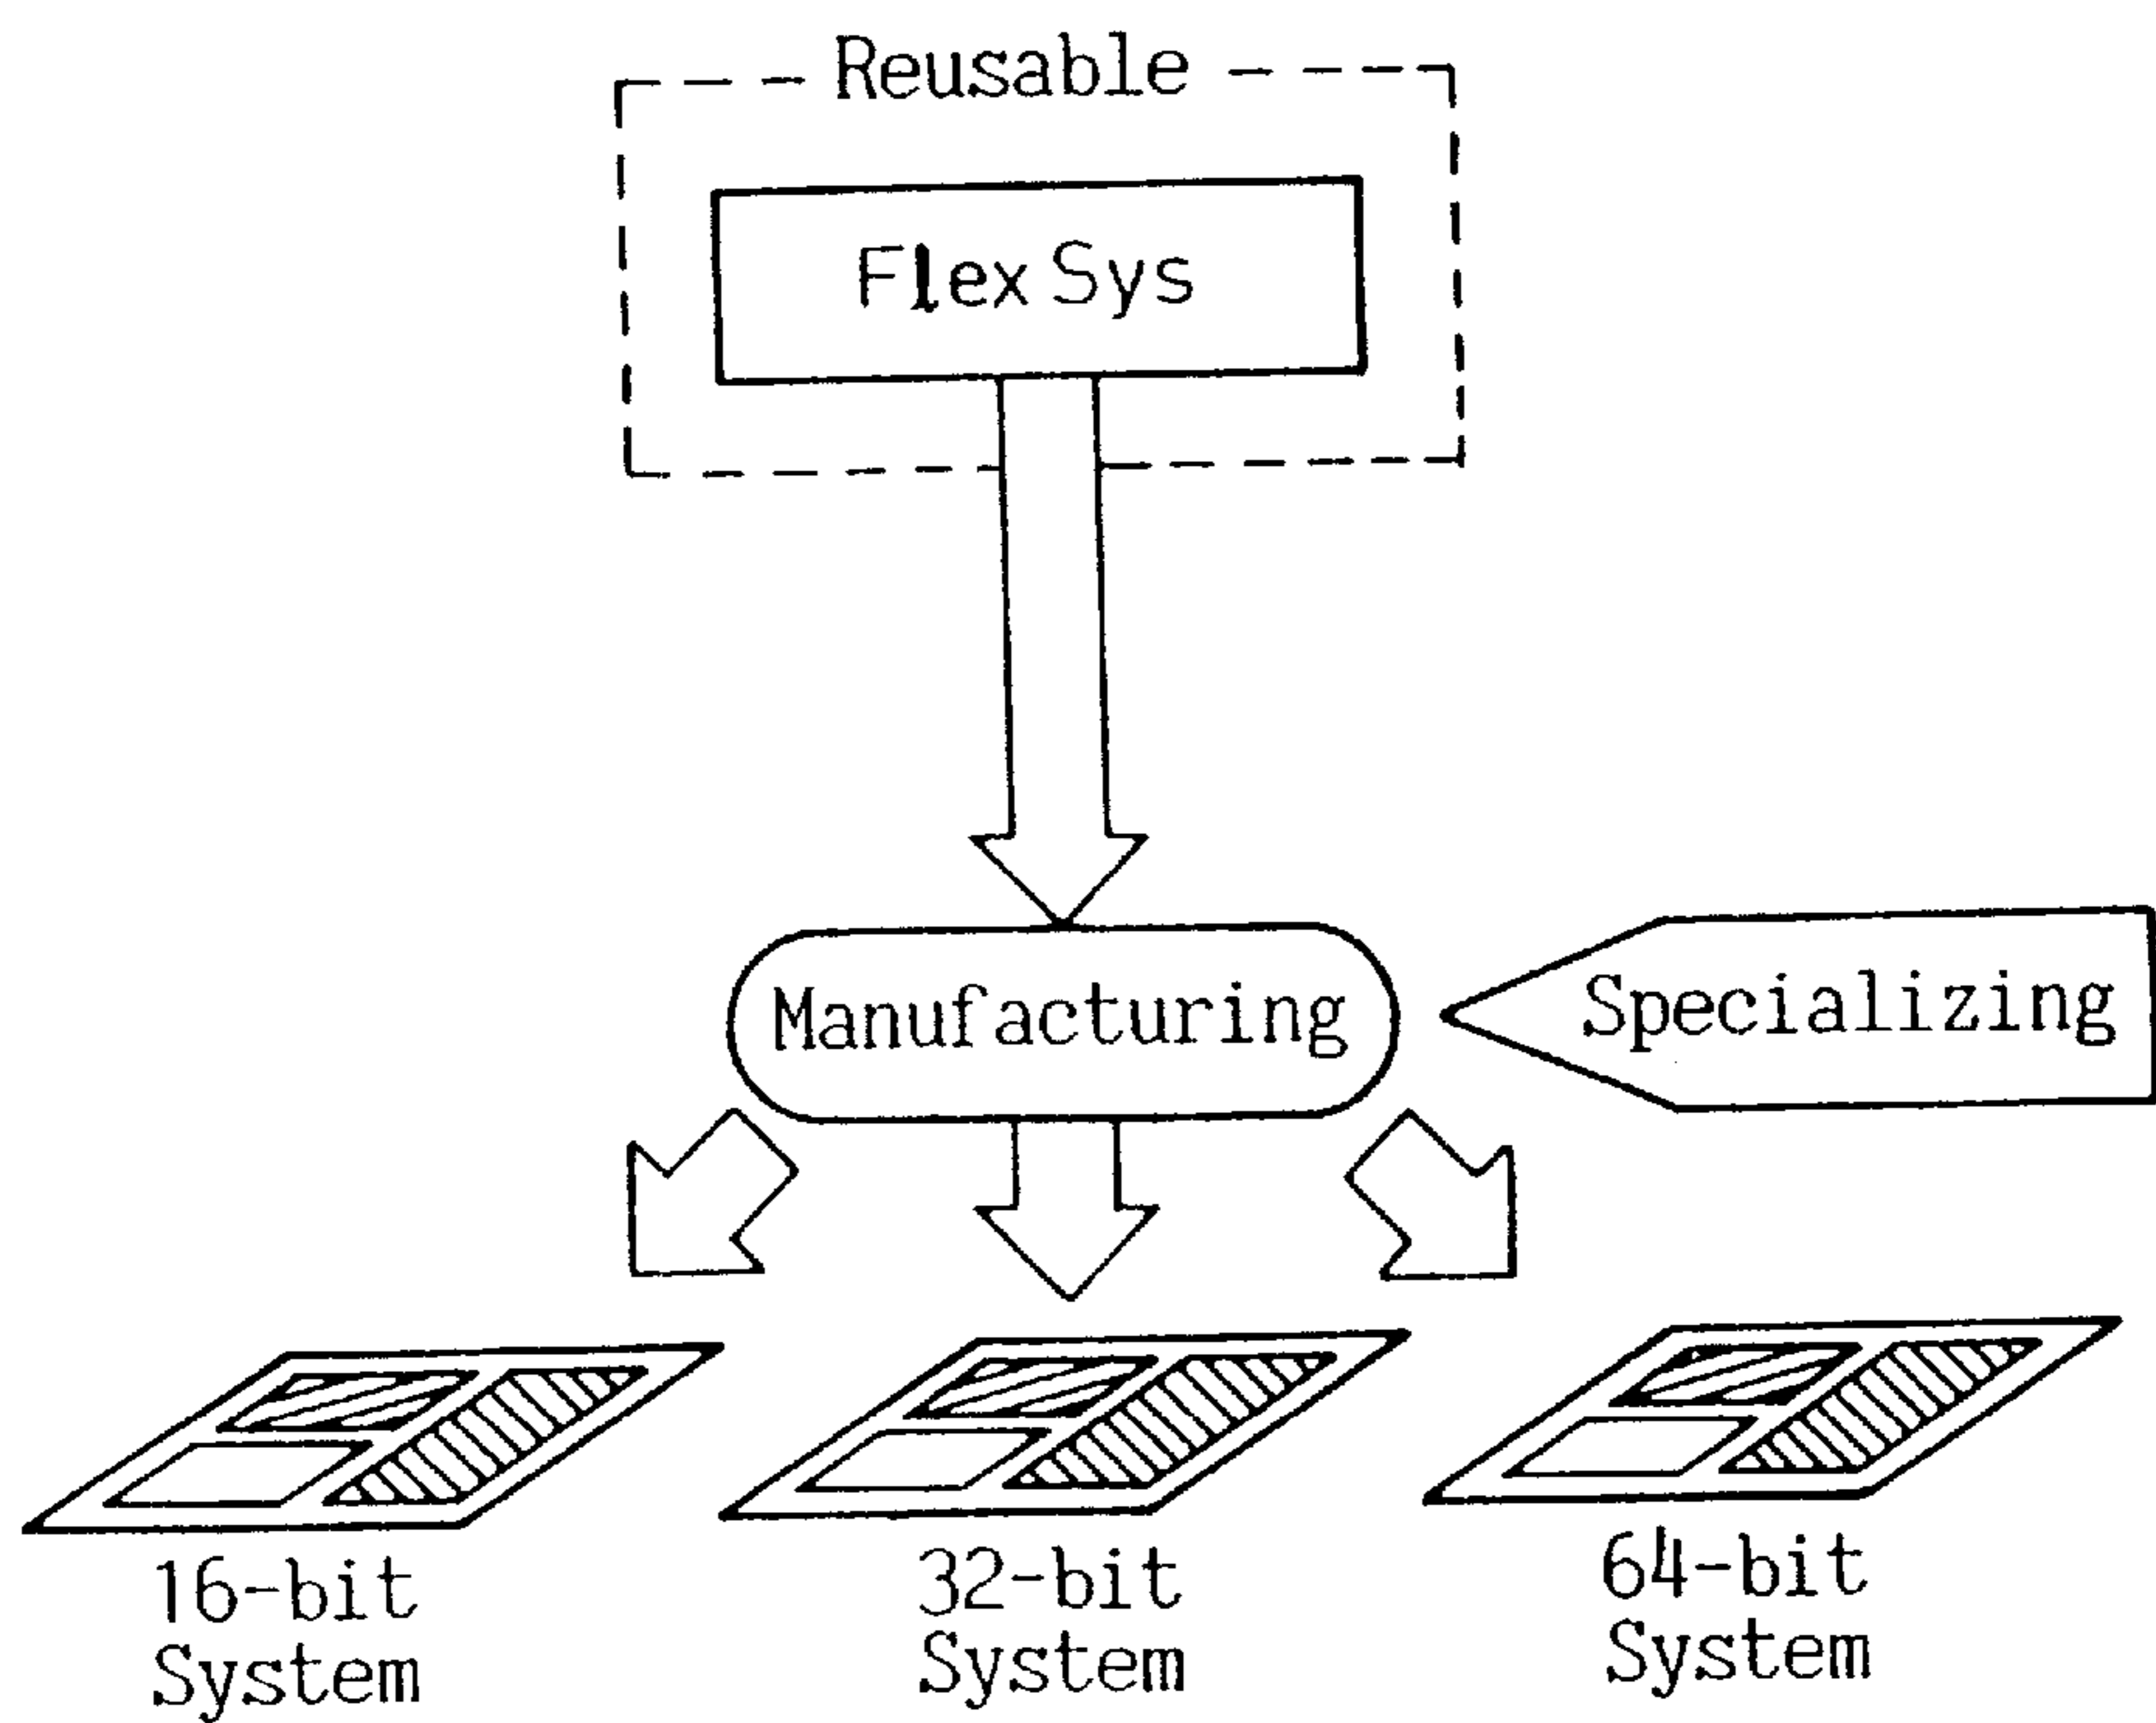 Reusable
Flex Sys
Manufacturing
Specializing
16-bit
System
32-bit
System
64-bit
System